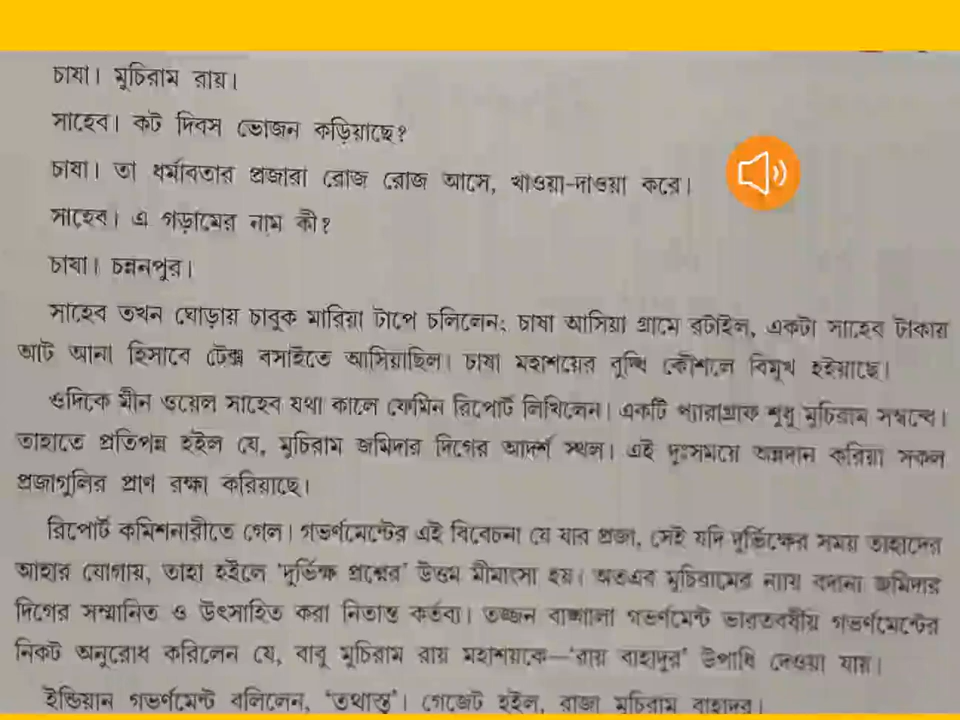 চাষা। মুচিরাম রায়।
সাহেব। কট দিবস ভোজন কড়িয়াছে?
চাষা। তা ধর্মাবতার প্রজারা রোজ রোজ আসে, খাওয়া-দাওয়া করে।
সাহেব। এ গড়ামের নাম কী?
চাষা। চন্ননপুর।
সাহেব তখন ঘোড়ায় চাবুক মারিয়া টাপে চলিলেন; চাষা আসিয়া গ্রামে রটাইল, একটা সাহেব টাকায়
আট আনা হিসাবে টেক্স বসাইতে আসিয়াছিল। চাষা মহাশয়ের বুদ্ধি কৌশলে বিমুখ হইয়াছে।
ওদিকে মীন ওয়েল সাহেব যথা কালে ফেমিন রিপোর্ট লিখিলেন। একটি প্যারাগ্রাফ শুধু মুচিরাম সম্বন্ধে।
তাহাতে প্রতিপন্ন হইল যে, মুচিরাম জমিদার দিগের আদর্শ স্থল। এই দুঃসময়ে অন্নদান করিয়া সকল
প্রজাগুলির প্রাণ রক্ষা করিয়াছে।
রিপোর্ট কমিশনারীতে গেল। গভর্ণমেন্টের এই বিবেচনা যে যার প্রজা, সেই যদি দুর্ভিক্ষের সময় তাহাদের
আহার যোগায়, তাহা হইলে ‘দুর্ভিক্ষ প্রশ্নের’ উত্তম মীমাংসা হয়। অতএব মুচিরামের ন্যায় বদান্য জমিদার
দিগের সম্মানিত ও উৎসাহিত করা নিতান্ত কর্তব্য। তজ্জন্য বাঙ্গালা গভর্ণমেন্ট ভারতবর্ষীয় গভর্ণমেন্টের
নিকট অনুরোধ করিলেন যে, বাবু মুচিরাম রায় মহাশয়কে—‘রায় বাহাদুর’ উপাধি দেওয়া যায়।
ইন্ডিয়ান গভর্ণমেন্ট বলিলেন, ‘তথাস্তু’। গেজেট হইল, রাজা মুচিরাম বাহাদুর।